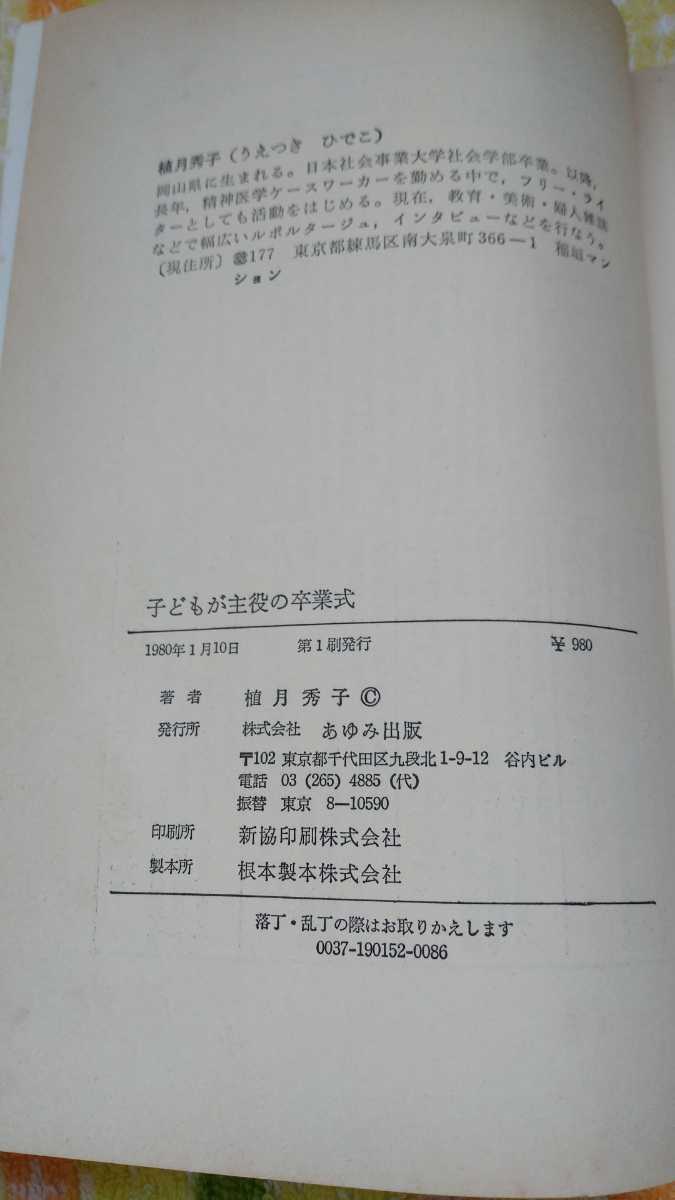 植月秀子(うえつき ひでこ)
岡山県に生まれる。日本社会事業大学社会学部卒業。以降,
長年,精神医学ケースワーカーを勤める中で,フリー・ライ
ターとしても活動をはじめる。現在,教育・美術・婦人雑誌
などで幅広いルポルタージュ,インタビューなどを行なう。
〔現住所〕〒177 東京都練馬区南大泉町366—1 稲垣マン
ション
子どもが主役の卒業式
1980年1月10日 第1刷発行 ¥980
著者 植月秀子©
発行所 株式会社 あゆみ出版
〒102 東京都千代田区九段北1-9-12 谷内ビル
電話 03(265)4885(代)
振替 東京 8—10590
印刷所 新協印刷株式会社
製本所 根本製本株式会社
落丁・乱丁の際はお取りかえします
0037-190152-0086